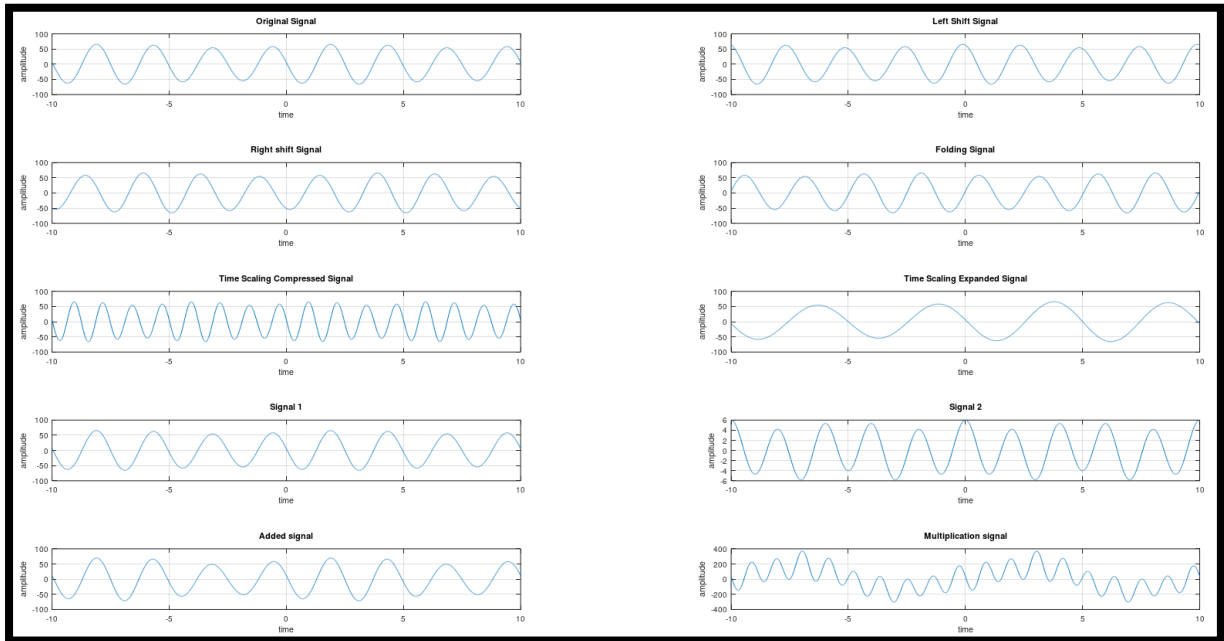 Original Signal
100
50
0
-50
-100
amplitude
-10 -5 0 5 10
time
Left Shift Signal
100
50
0
-50
-100
amplitude
-10 -5 0 5 10
time
Right shift Signal
100
50
0
-50
-100
amplitude
-10 -5 0 5 10
time
Folding Signal
100
50
0
-50
-100
amplitude
-10 -5 0 5 10
time
Time Scaling Compressed Signal
100
50
0
-50
-100
amplitude
-10 -5 0 5 10
time
Time Scaling Expanded Signal
100
50
0
-50
-100
amplitude
-10 -5 0 5 10
time
Signal 1
100
50
0
-50
-100
amplitude
-10 -5 0 5 10
time
Signal 2
6
4
2
0
-2
-4
-6
amplitude
-10 -5 0 5 10
time
Added signal
100
50
0
-50
-100
amplitude
-10 -5 0 5 10
time
Multiplication signal
400
200
0
-200
-400
amplitude
-10 -5 0 5 10
time